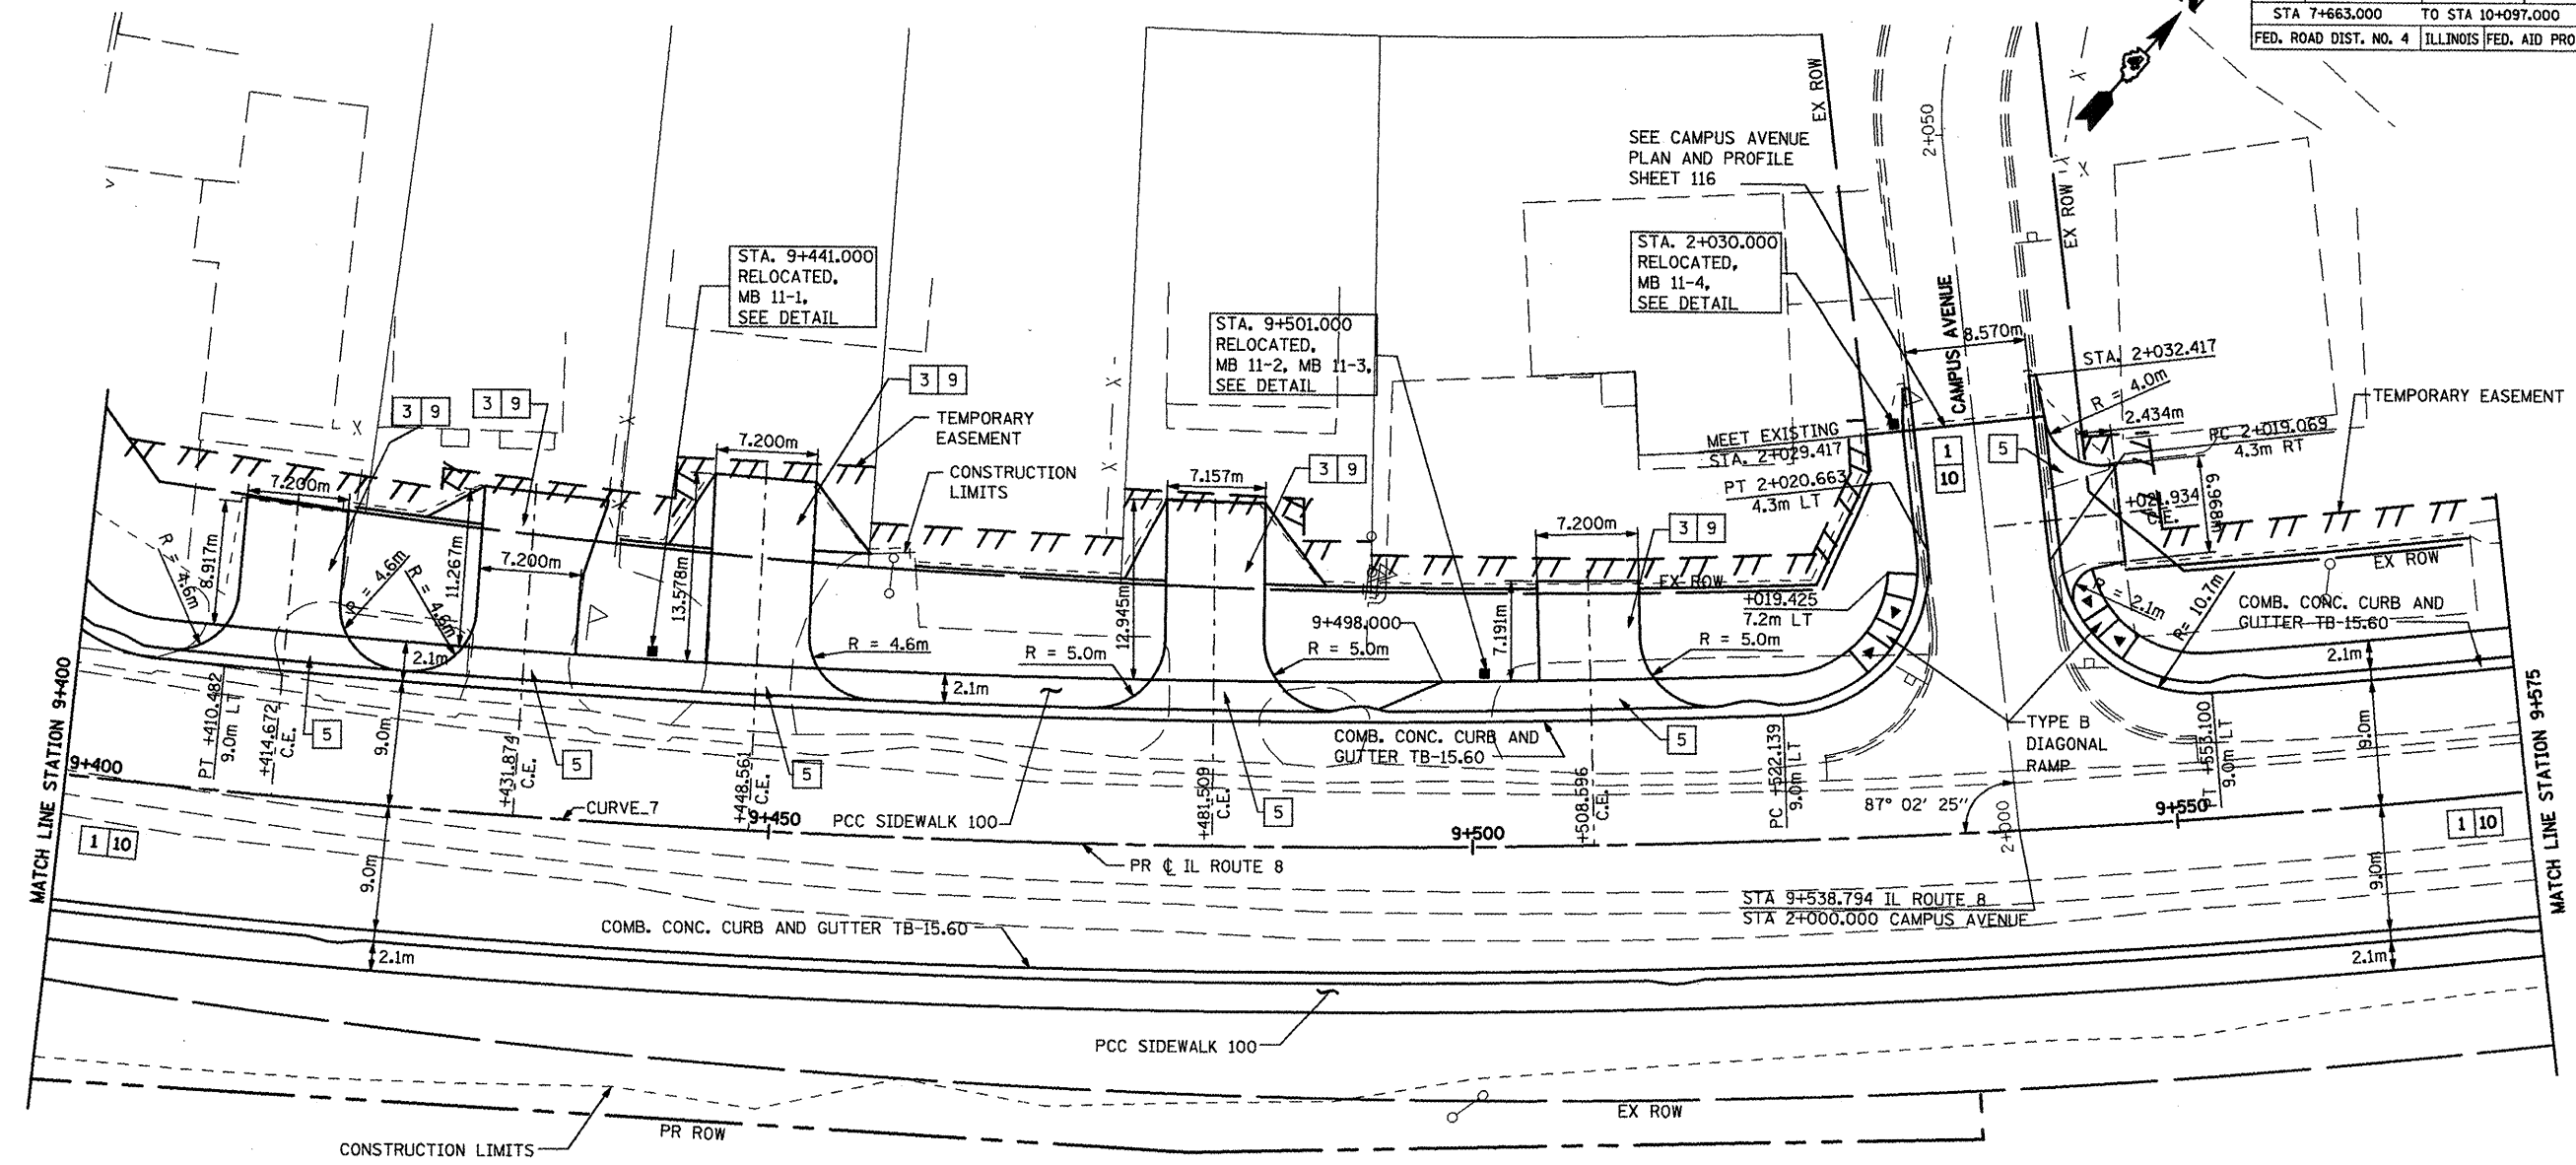 STA 7+663.000 TO STA 10+097.000
FED. ROAD DIST. NO. 4 ILLINOIS FED. AID PRO
EX ROW
2+050
SEE CAMPUS AVENUE
PLAN AND PROFILE
SHEET 116
EX ROW
STA. 9+441.000
RELOCATED,
MB 11-1,
SEE DETAIL
STA. 2+030.000
RELOCATED,
MB 11-4,
SEE DETAIL
STA. 9+501.000
RELOCATED,
MB 11-2, MB 11-3,
SEE DETAIL
CAMPUS AVENUE
8.570m
STA. 2+032.417
R = 4.0m
2.434m
TEMPORARY EASEMENT
3 9
3 9
3 9
TEMPORARY
EASEMENT
CONSTRUCTION
LIMITS
7.200m
7.200m
7.157m
3 9
MEET EXISTING
STA. 2+029.417
PT 2+020.663
4.3m LT
1
10
5
PC 2+019.069
4.3m RT
+021.934
C.E.
6.968m
R = 4.6m
8.917m
R = 4.6m
R = 4.6m
11.267m
7.200m
13.578m
12.945m
7.200m
3 9
EX ROW
+019.425
7.2m LT
EX ROW
R = 2.1m
R = 10.7m
COMB. CONC. CURB AND
GUTTER TB-15.60
9+498.000
7.191m
R = 4.6m
R = 5.0m
R = 5.0m
R = 5.0m
2.1m
2.1m
2.1m
MATCH LINE STATION 9+400
PT +410.482
9.0m LT
+414.672
C.E.
5
9.0m
+431.874
C.E.
5
+448.561
C.E.
5
+481.509
C.E.
5
COMB. CONC. CURB AND
GUTTER TB-15.60
+508.596
C.E.
5
PC +522.139
9.0m LT
TYPE B
DIAGONAL
RAMP
PT +553.100
9.0m LT
9.0m
MATCH LINE STATION 9+575
9+400
CURVE_7
9+450
PCC SIDEWALK 100
9+500
87° 02' 25"
2+000
9+550
1 10
1 10
9.0m
PR ℄ IL ROUTE 8
9.0m
STA 9+538.794 IL ROUTE 8
STA 2+000.000 CAMPUS AVENUE
COMB. CONC. CURB AND GUTTER TB-15.60
2.1m
2.1m
PCC SIDEWALK 100
EX ROW
PR ROW
CONSTRUCTION LIMITS